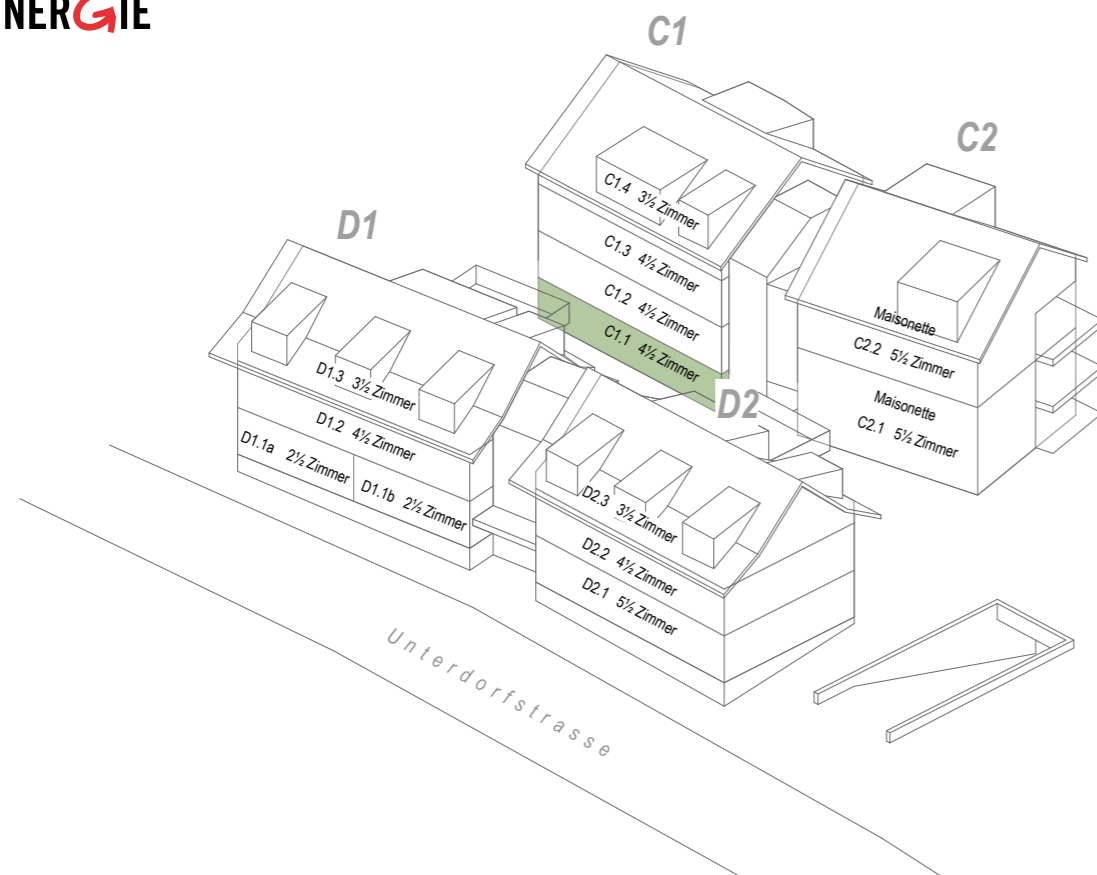 NERGIE
C1
C2
D1
C1.4 3½ Zimmer
C1.3 4½ Zimmer
C1.2 4½ Zimmer
C1.1 4½ Zimmer
Maisonette
C2.2 5½ Zimmer
Maisonette
C2.1 5½ Zimmer
D2
D1.3 3½ Zimmer
D1.2 4½ Zimmer
D1.1a 2½ Zimmer
D1.1b 2½ Zimmer
D2.3 3½ Zimmer
D2.2 4½ Zimmer
D2.1 5½ Zimmer
Unterdorfstrasse